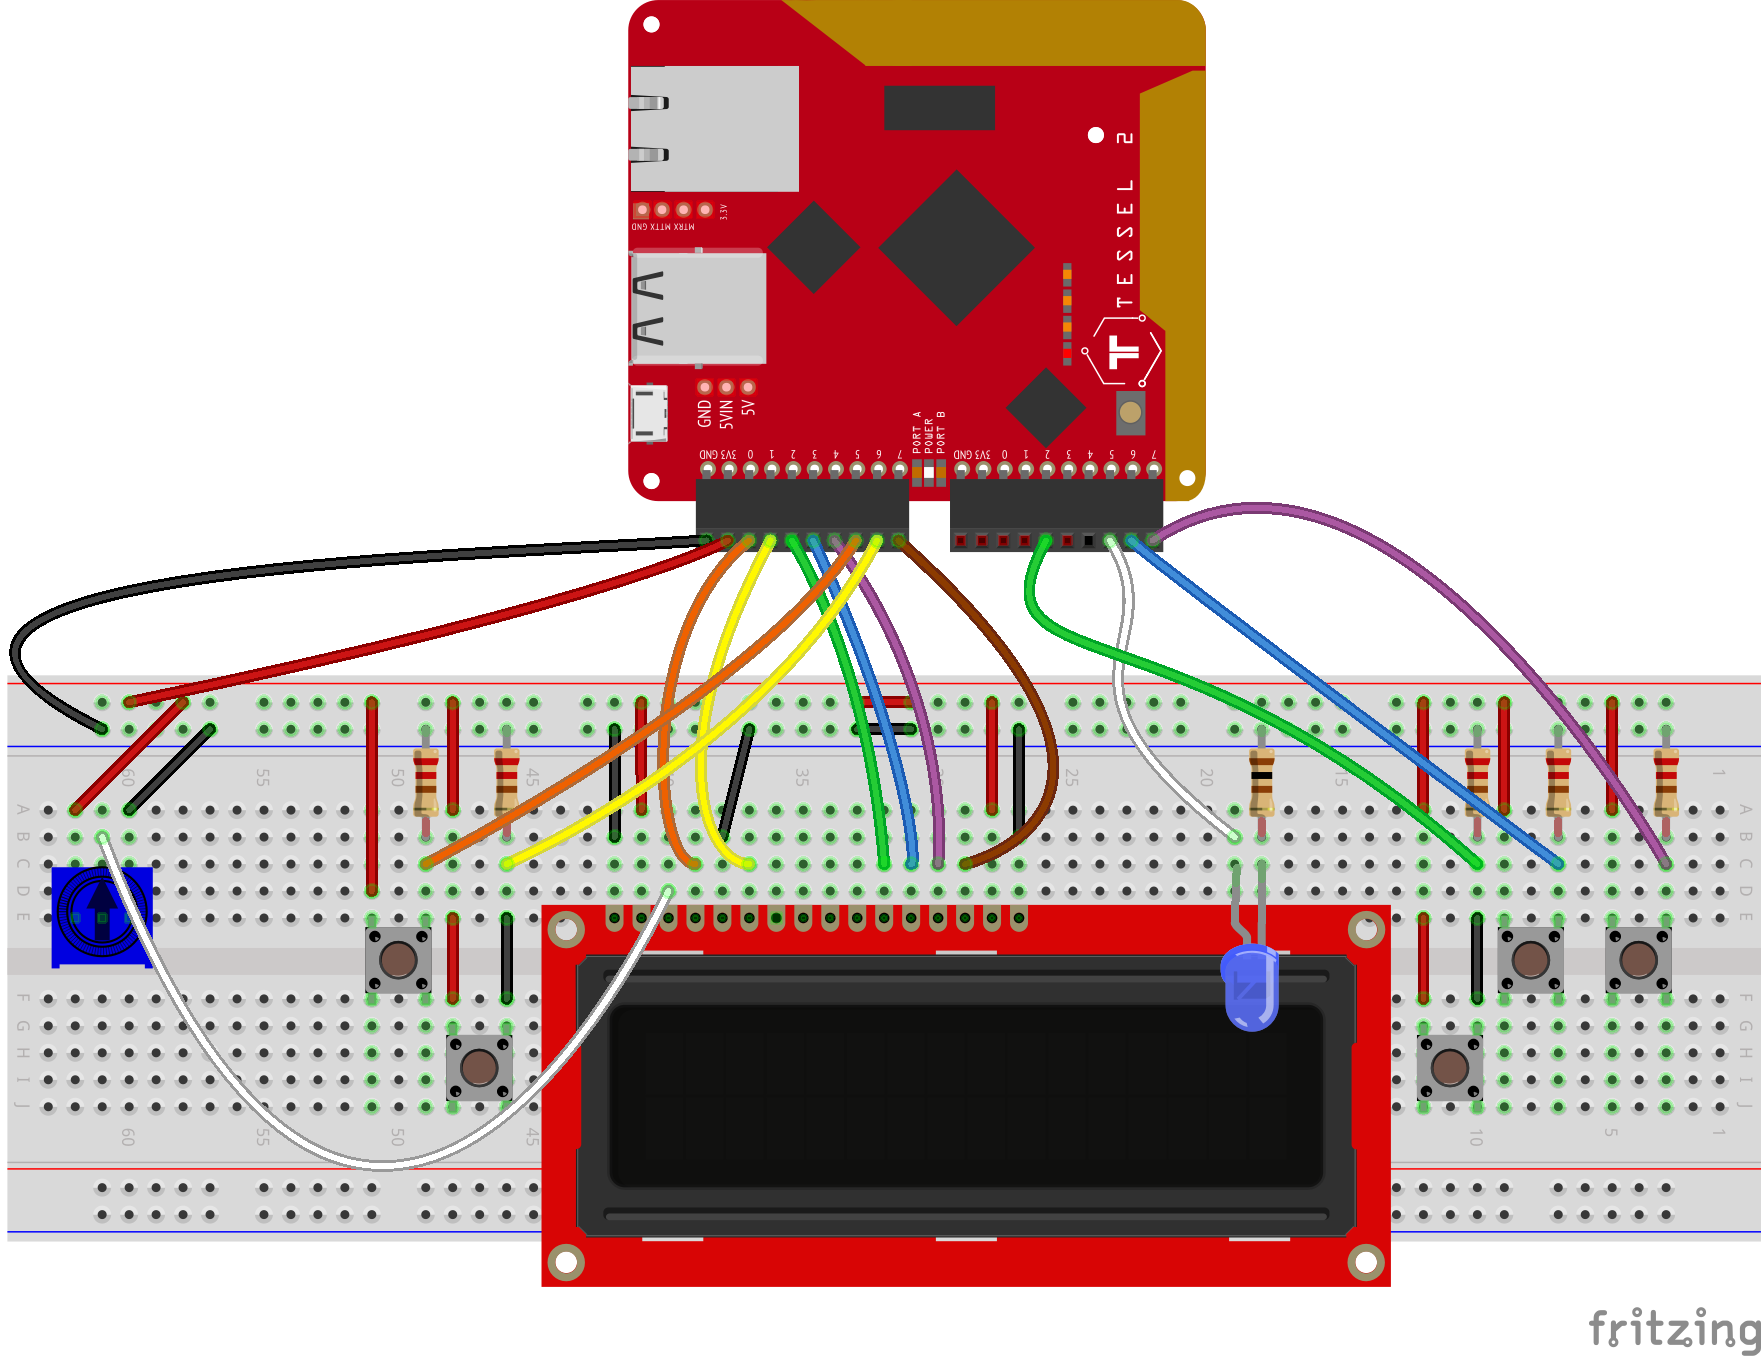 TESSEL 2
3.3V
GND MTTX MTRX
GND
5VIN
5V
PORT A
POWER
PORT B
GND 3V3 0 1 2 3 4 5 6 7
GND 3V3 0 1 2 3 4 5 6 7
60 55 50 45 35 25 20 15 1
A A
B B
C C
D D
E E
F F
G G
H H
I I
J J
60 55 50 45 10 5 1
fritzing